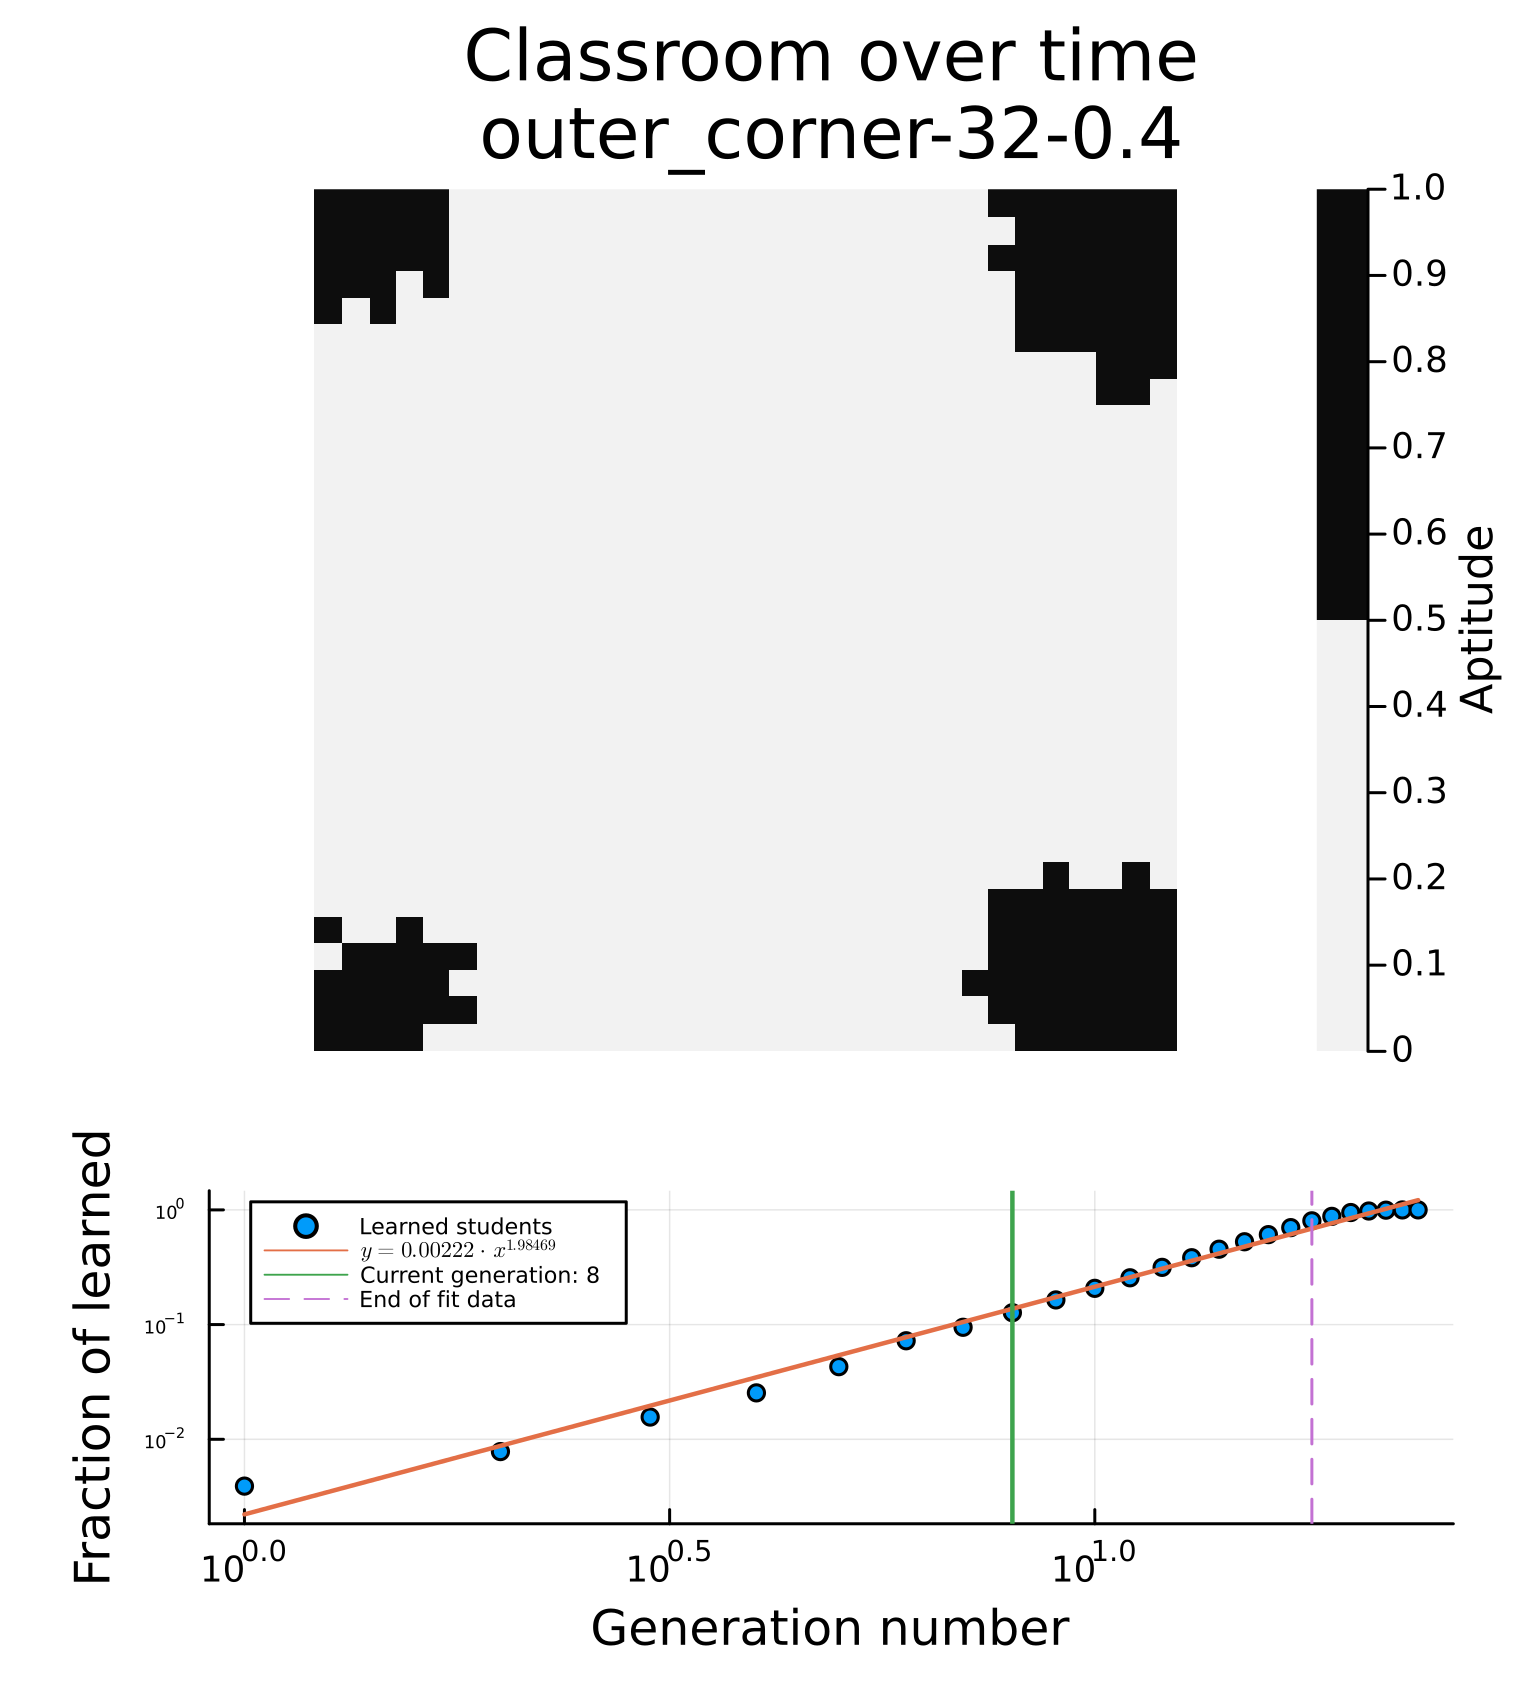 Classroom over time
outer_corner-32-0.4
1.0
0.9
0.8
0.7
0.6
0.5
0.4
0.3
0.2
0.1
0
Aptitude
Fraction of learned
10⁰
10⁻¹
10⁻²
Learned students
y = 0.00222 · x^1.98469
Current generation: 8
End of fit data
10^0.0
10^0.5
10^1.0
Generation number